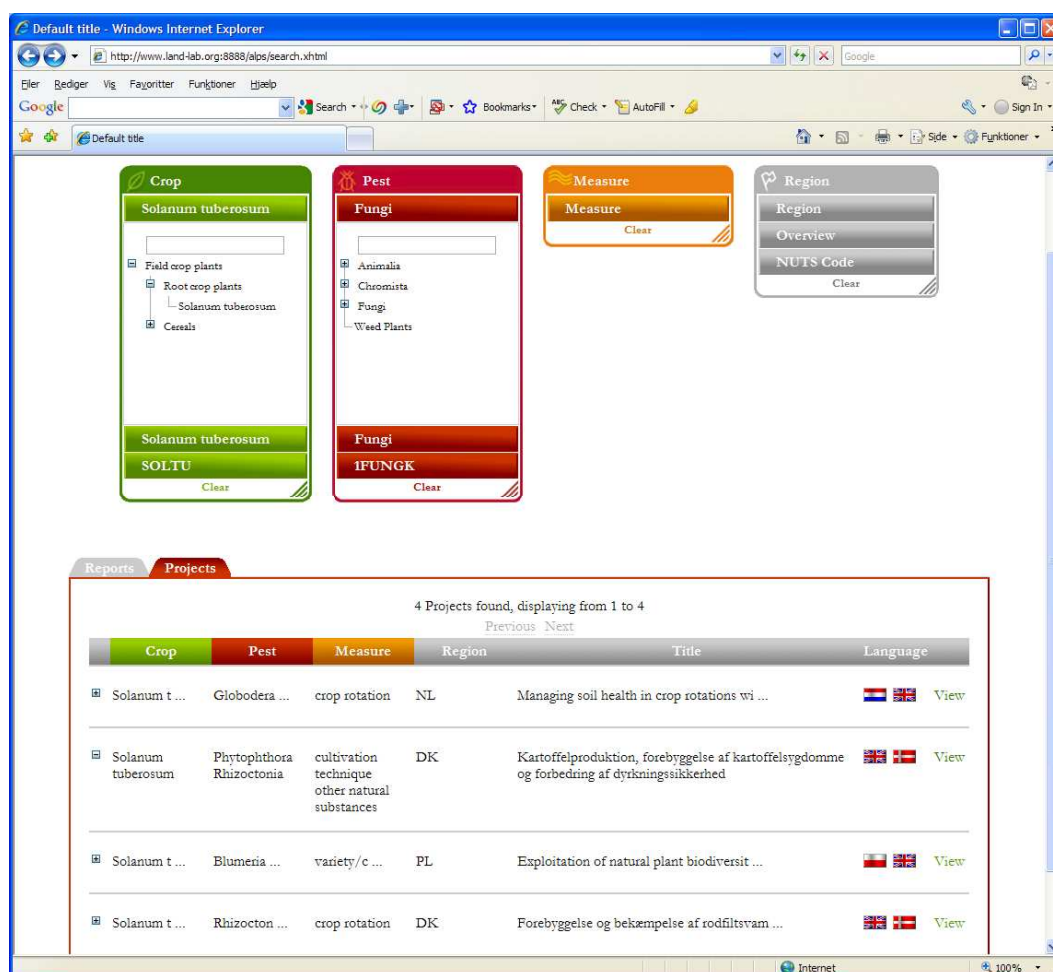 Default title - Windows Internet Explorer
http://www.land-lab.org:8888/alps/search.xhtml
Google
Filer Rediger Vis Favoritter Funktioner Hjælp
Google Search Bookmarks Check AutoFill Sign In
Default title Side Funktioner
Crop Pest Measure Region
Solanum tuberosum Fungi Measure Region
Clear Overview
Field crop plants Animalia NUTS Code
Root crop plants Chromista Clear
Solanum tuberosum Fungi
Cereals Weed Plants
Solanum tuberosum Fungi
SOLTU 1FUNGK
Clear Clear
Reports Projects
4 Projects found, displaying from 1 to 4
Previous Next
Crop Pest Measure Region Title Language
Solanum t ... Globodera ... crop rotation NL Managing soil health in crop rotations wi ... View
Solanum Phytophthora cultivation DK Kartoffelproduktion, forebyggelse af kartoffelsygdomme View
tuberosum Rhizoctonia technique og forbedring af dyrkningssikkerhed
other natural
substances
Solanum t ... Blumeria ... variety/c ... PL Exploitation of natural plant biodiversit ... View
Solanum t ... Rhizocton ... crop rotation DK Forebyggelse og bekæmpelse af rodfiltsvam ... View
Internet 100%